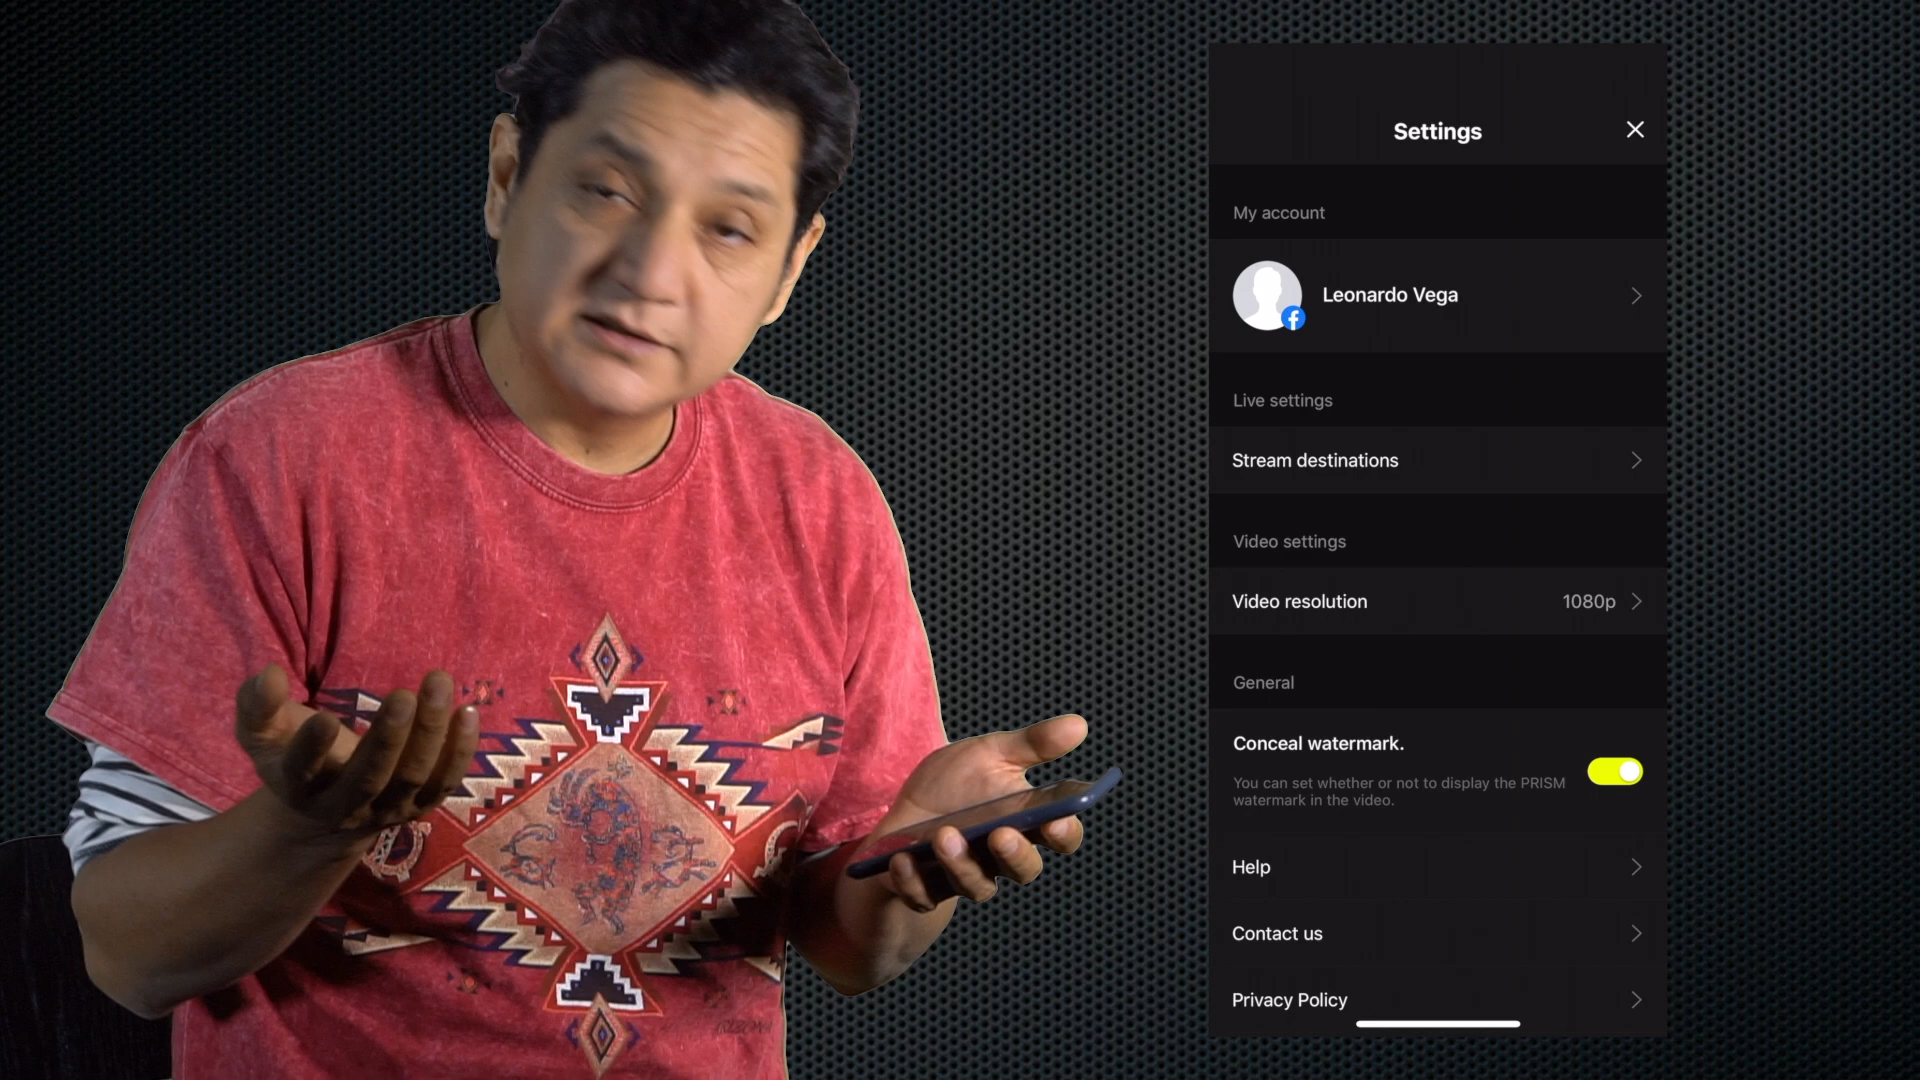 Settings
My account
Leonardo Vega
Live settings
Stream destinations
Video settings
Video resolution 1080p
General
Conceal watermark.
You can set whether or not to display the PRISM
watermark in the video.
Help
Contact us
Privacy Policy